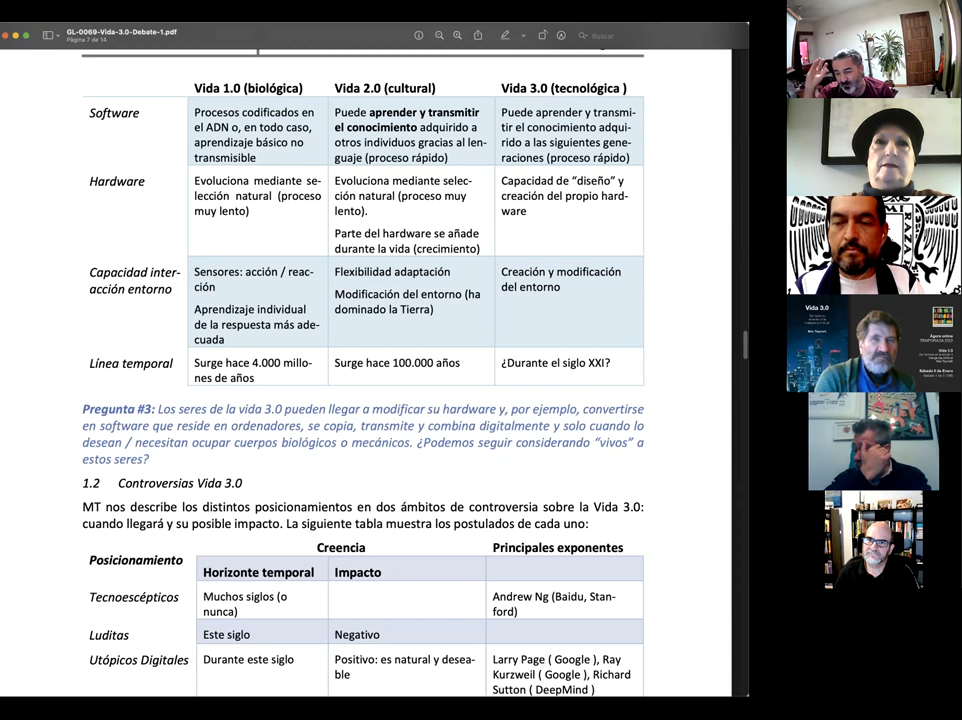 GL-0069-Vida-3.0-Debate-1.pdf
Página 7 de 14
Buscar
Vida 1.0 (biológica) Vida 2.0 (cultural) Vida 3.0 (tecnológica )
Software
Procesos codificados en
el ADN o, en todo caso,
aprendizaje básico no
transmisible
Puede aprender y transmitir
el conocimiento adquirido a
otros individuos gracias al len-
guaje (proceso rápido)
Puede aprender y transmi-
tir el conocimiento adqui-
rido a las siguientes gene-
raciones (proceso rápido)
Hardware
Evoluciona mediante se-
lección natural (proceso
muy lento)
Evoluciona mediante selec-
ción natural (proceso muy
lento).
Parte del hardware se añade
durante la vida (crecimiento)
Capacidad de “diseño” y
creación del propio hard-
ware
Capacidad inter-
acción entorno
Sensores: acción / reac-
ción
Aprendizaje individual
de la respuesta más ade-
cuada
Flexibilidad adaptación
Modificación del entorno (ha
dominado la Tierra)
Creación y modificación
del entorno
Línea temporal
Surge hace 4.000 millo-
nes de años
Surge hace 100.000 años
¿Durante el siglo XXI?
Pregunta #3: Los seres de la vida 3.0 pueden llegar a modificar su hardware y, por ejemplo, convertirse
en software que reside en ordenadores, se copia, transmite y combina digitalmente y solo cuando lo
desean / necesitan ocupar cuerpos biológicos o mecánicos. ¿Podemos seguir considerando “vivos” a
estos seres?
1.2 Controversias Vida 3.0
MT nos describe los distintos posicionamientos en dos ámbitos de controversia sobre la Vida 3.0:
cuando llegará y su posible impacto. La siguiente tabla muestra los postulados de cada uno:
Posicionamiento
Creencia
Principales exponentes
Horizonte temporal Impacto
Tecnoescépticos
Muchos siglos (o
nunca)
Andrew Ng (Baidu, Stan-
ford)
Luditas
Este siglo
Negativo
Utópicos Digitales
Durante este siglo
Positivo: es natural y desea-
ble
Larry Page ( Google ), Ray
Kurzweil ( Google ), Richard
Sutton ( DeepMind )
Vida 3.0
Vida 3.0